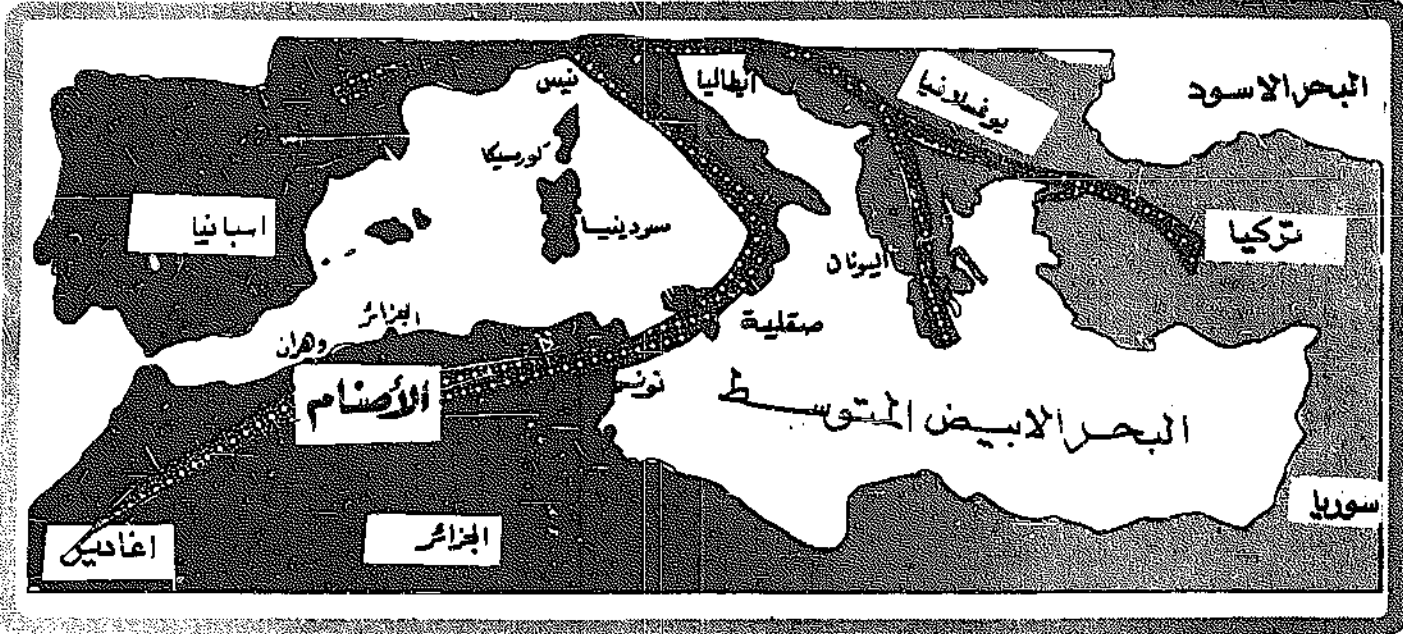 البحر الاسود
يوغسلافيا
ايطاليا
نيس
كورسيكا
تركيا
سردينيا
اسبانيا
اليونان
صقلية
الجزائر
وهران
تونس
الأصنام
البحر الابيض المتوسط
سوريا
الجزائر
اغادير